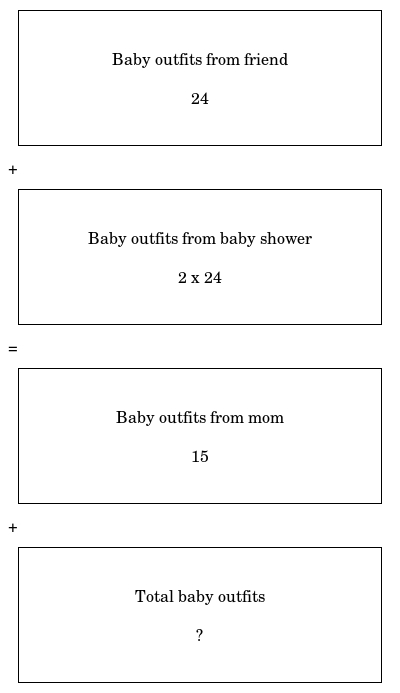 Baby outfits from friend
24
+
Baby outfits from baby shower
2 x 24
=
Baby outfits from mom
15
+
Total baby outfits
?